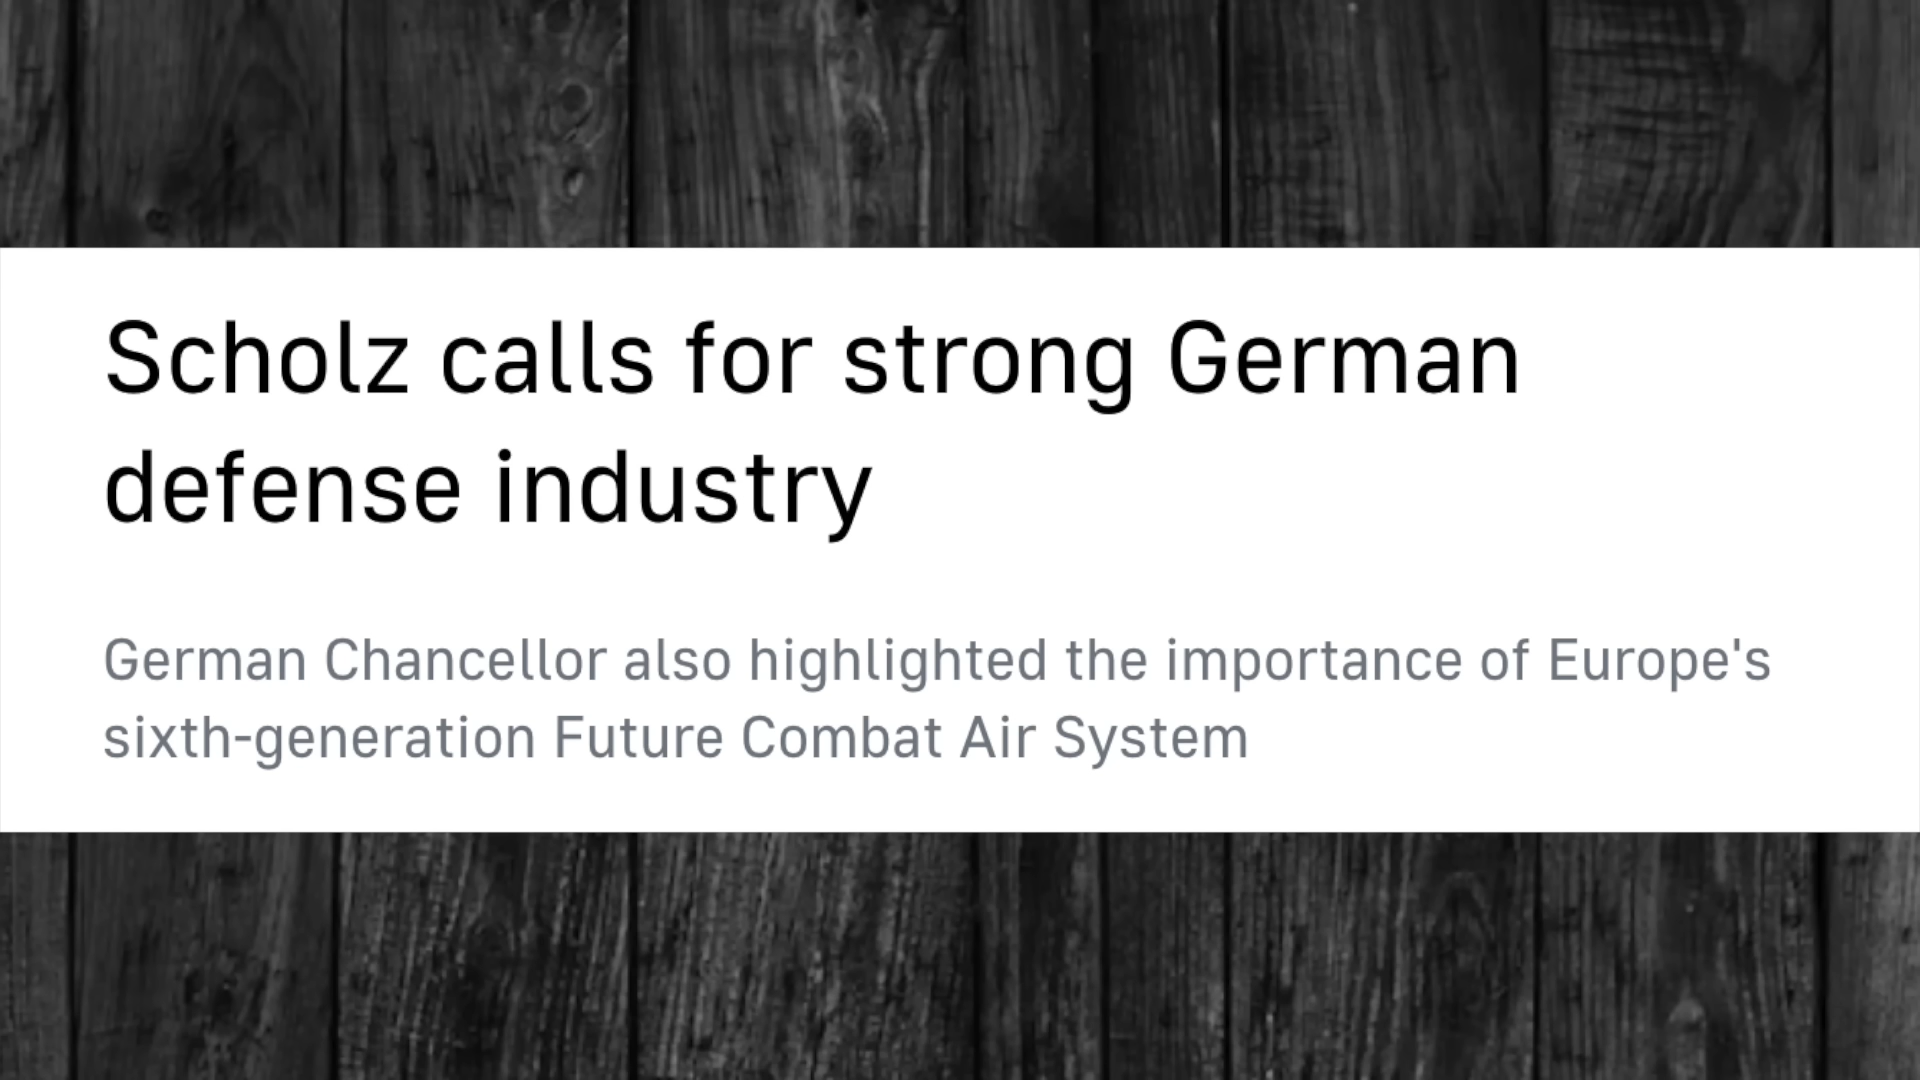 Scholz calls for strong German
defense industry
German Chancellor also highlighted the importance of Europe's
sixth-generation Future Combat Air System